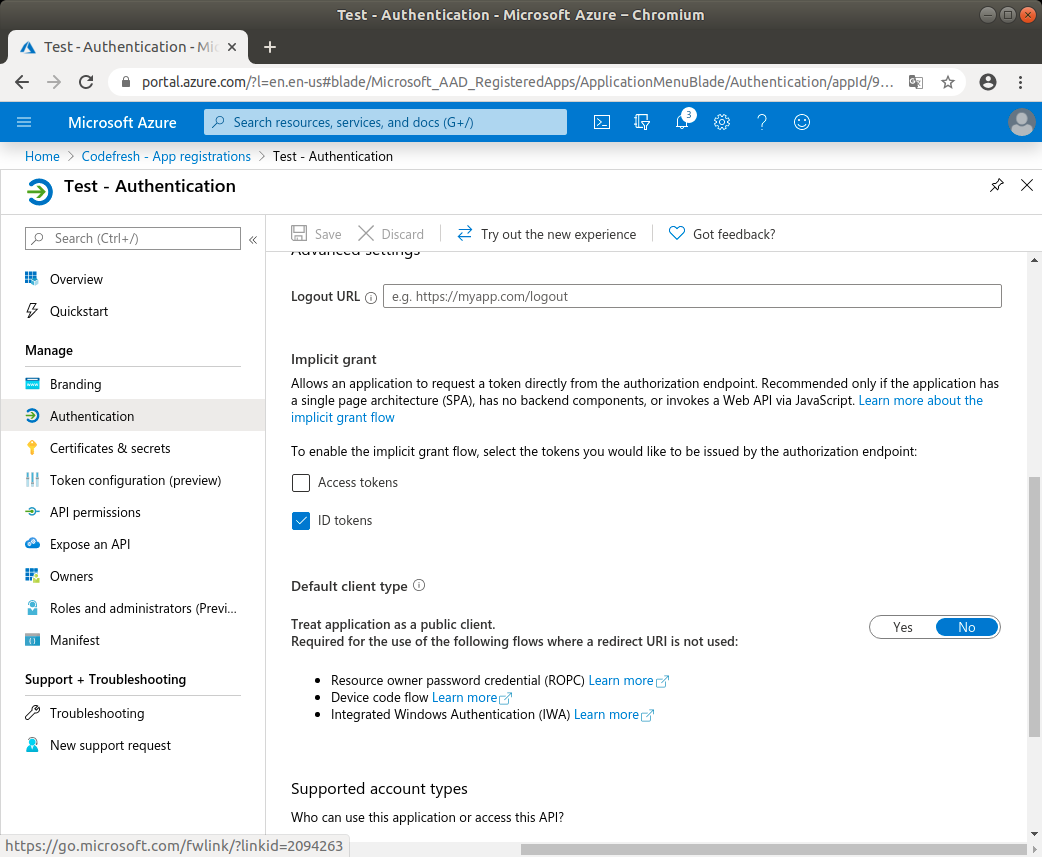 Test - Authentication - Microsoft Azure – Chromium
Test - Authentication - Mic
portal.azure.com/?l=en.en-us#blade/Microsoft_AAD_RegisteredApps/ApplicationMenuBlade/Authentication/appId/9...
Microsoft Azure
Search resources, services, and docs (G+/)
3
Home > Codefresh - App registrations > Test - Authentication
Test - Authentication
Search (Ctrl+/)
«
Overview
Quickstart
Manage
Branding
Authentication
Certificates & secrets
Token configuration (preview)
API permissions
Expose an API
Owners
Roles and administrators (Previ...
Manifest
Support + Troubleshooting
Troubleshooting
New support request
Save Discard Try out the new experience Got feedback?
Advanced settings
Logout URL e.g. https://myapp.com/logout
Implicit grant
Allows an application to request a token directly from the authorization endpoint. Recommended only if the application has
a single page architecture (SPA), has no backend components, or invokes a Web API via JavaScript. Learn more about the
implicit grant flow
To enable the implicit grant flow, select the tokens you would like to be issued by the authorization endpoint:
Access tokens
ID tokens
Default client type
Treat application as a public client.
Yes No
Required for the use of the following flows where a redirect URI is not used:
• Resource owner password credential (ROPC) Learn more
• Device code flow Learn more
• Integrated Windows Authentication (IWA) Learn more
Supported account types
Who can use this application or access this API?
https://go.microsoft.com/fwlink/?linkid=2094263